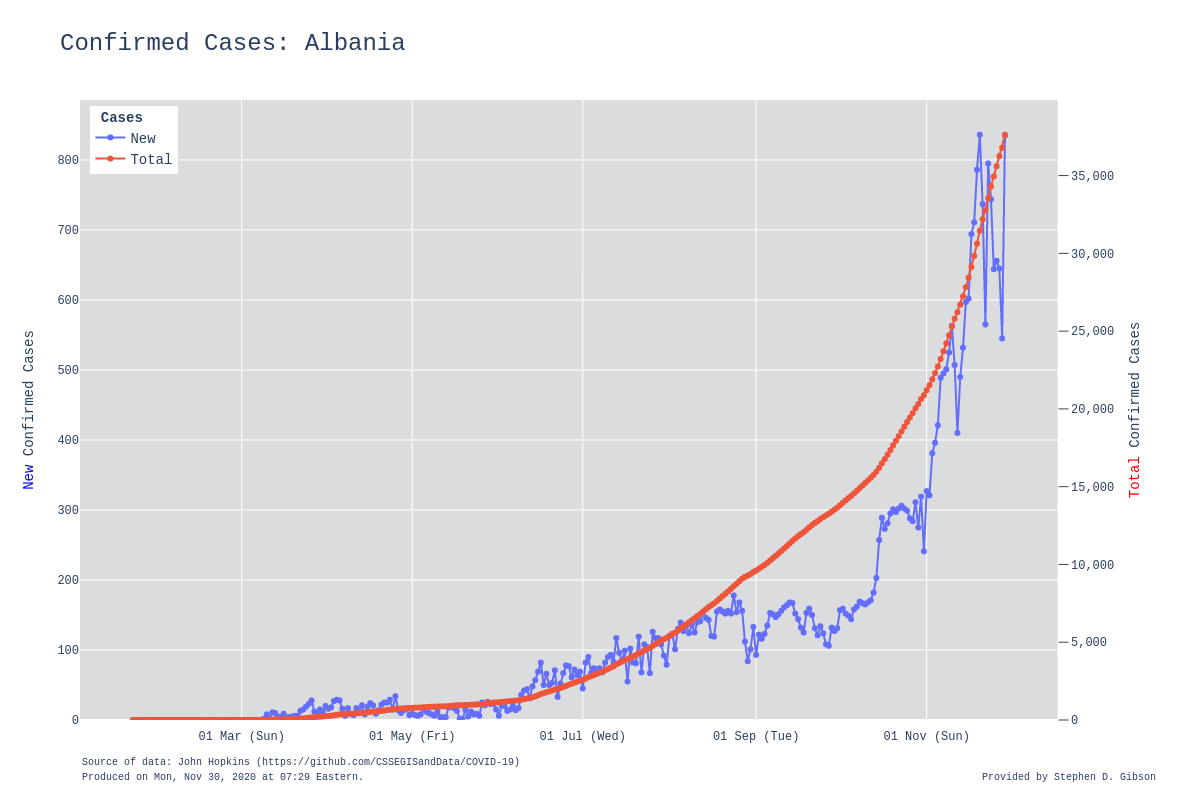 Confirmed Cases: Albania
Cases
New
Total
800
700
600
500
400
300
200
100
0
New Confirmed Cases
35,000
30,000
25,000
20,000
15,000
10,000
5,000
0
Total Confirmed Cases
01 Mar (Sun)
01 May (Fri)
01 Jul (Wed)
01 Sep (Tue)
01 Nov (Sun)
Source of data: John Hopkins (https://github.com/CSSEGISandData/COVID-19)
Produced on Mon, Nov 30, 2020 at 07:29 Eastern.
Provided by Stephen D. Gibson